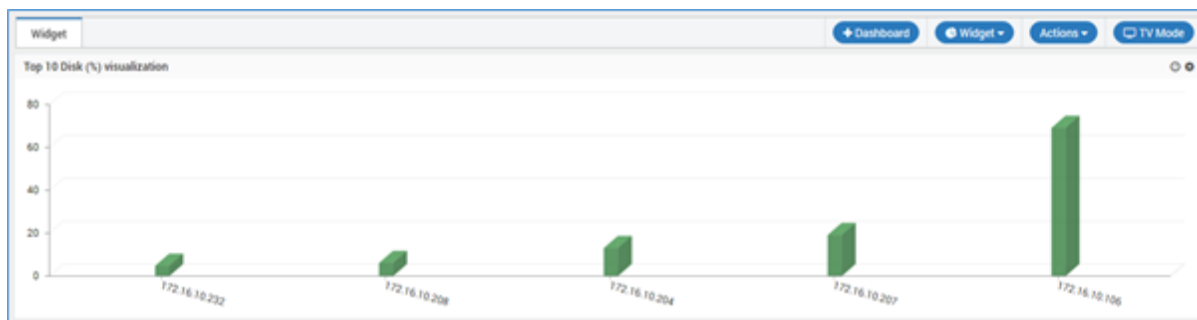 Widget
+ Dashboard
Widget
Actions
TV Mode
Top 10 Disk (%) visualization
80
60
40
20
0
172.16.10.232
172.16.10.208
172.16.10.204
172.16.10.207
172.16.10.106